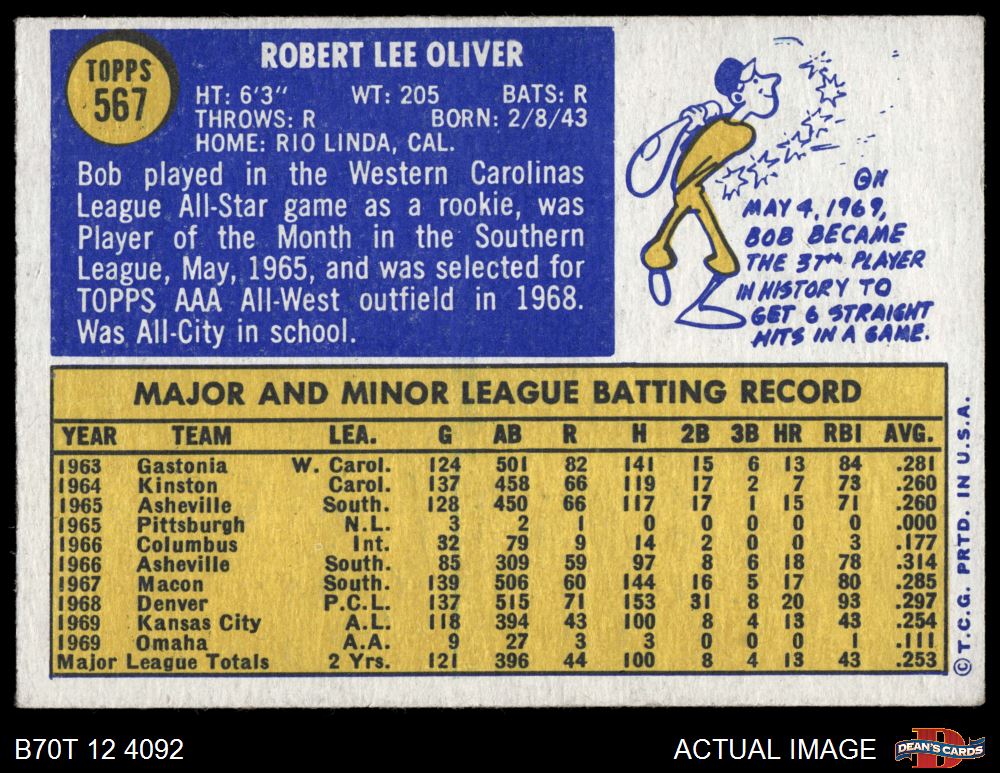 TOPPS
567
ROBERT LEE OLIVER
HT: 6'3" WT: 205 BATS: R
THROWS: R BORN: 2/8/43
HOME: RIO LINDA, CAL.
Bob played in the Western Carolinas
League All-Star game as a rookie, was
Player of the Month in the Southern
League, May, 1965, and was selected for
TOPPS AAA All-West outfield in 1968.
Was All-City in school.
ON
MAY 4, 1969,
BOB BECAME
THE 37TH PLAYER
IN HISTORY TO
GET 6 STRAIGHT
HITS IN A GAME.
MAJOR AND MINOR LEAGUE BATTING RECORD
YEAR TEAM LEA. G AB R H 2B 3B HR RBI AVG.
1963 Gastonia W. Carol. 124 501 82 141 15 6 13 84 .281
1964 Kinston Carol. 137 458 66 119 17 2 7 73 .260
1965 Asheville South. 128 450 66 117 17 1 15 71 .260
1965 Pittsburgh N.L. 3 2 1 0 0 0 0 0 .000
1966 Columbus Int. 32 79 9 14 2 0 0 3 .177
1966 Asheville South. 85 309 59 97 8 6 18 78 .314
1967 Macon South. 139 506 60 144 16 5 17 80 .285
1968 Denver P.C.L. 137 515 71 153 31 8 20 93 .297
1969 Kansas City A.L. 118 394 43 100 8 4 13 43 .254
1969 Omaha A.A. 9 27 3 3 0 0 0 1 .111
Major League Totals 2 Yrs. 121 396 44 100 8 4 13 43 .253
©T.C.G. PRTD. IN U.S.A.
B70T 12 4092
ACTUAL IMAGE
DEAN'S CARDS